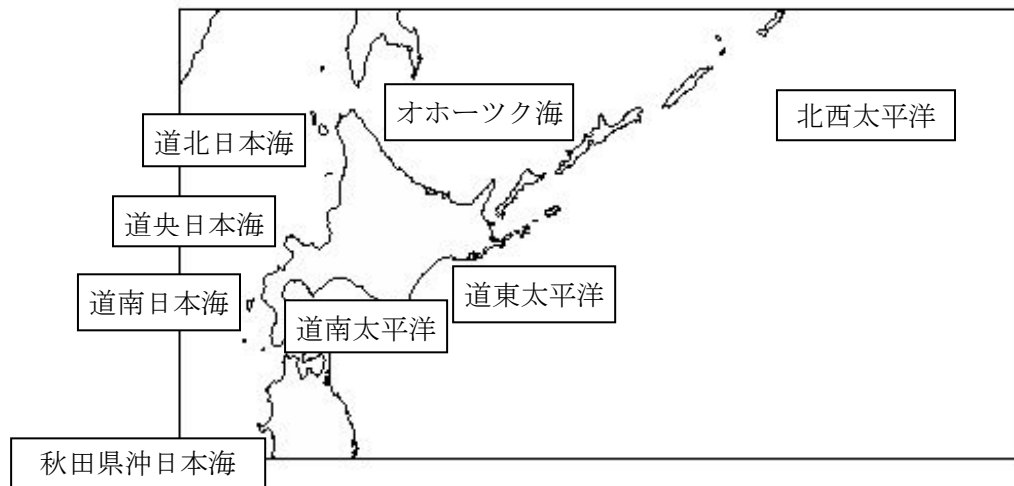 オホーツク海
北西太平洋
道北日本海
道央日本海
道南日本海
道東太平洋
道南太平洋
秋田県沖日本海